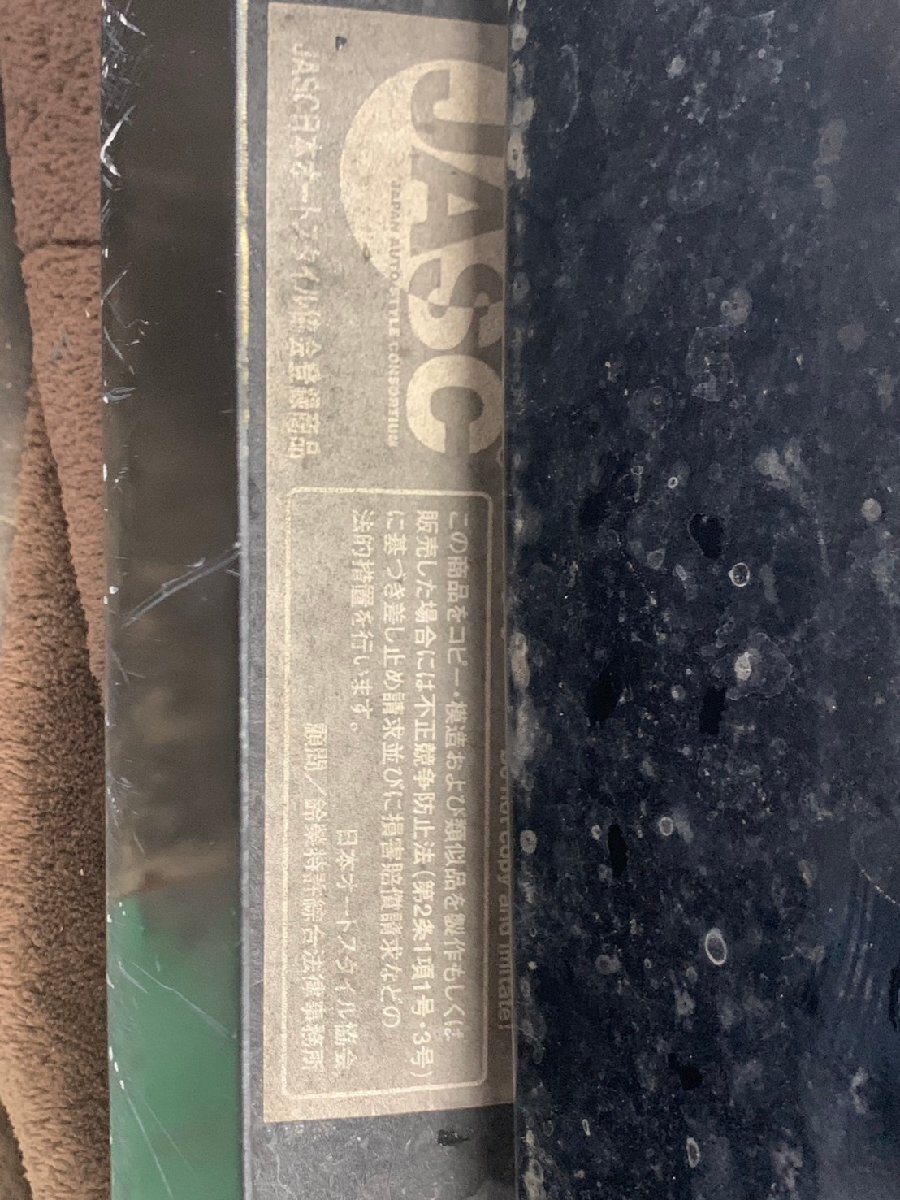 JASC
JAPAN AUTO STYLE CONSORTIUM
JASC日本オートスタイル協会登録商品
Do not copy and imitate!
この商品をコピー・模造および類似品を製作もしくは
販売した場合には不正競争防止法(第2条1項1号・3号)
に基づき差し止め請求並びに損害賠償請求などの
法的措置を行います。
日本オートスタイル協会
顧問/鈴榮特許綜合法律事務所